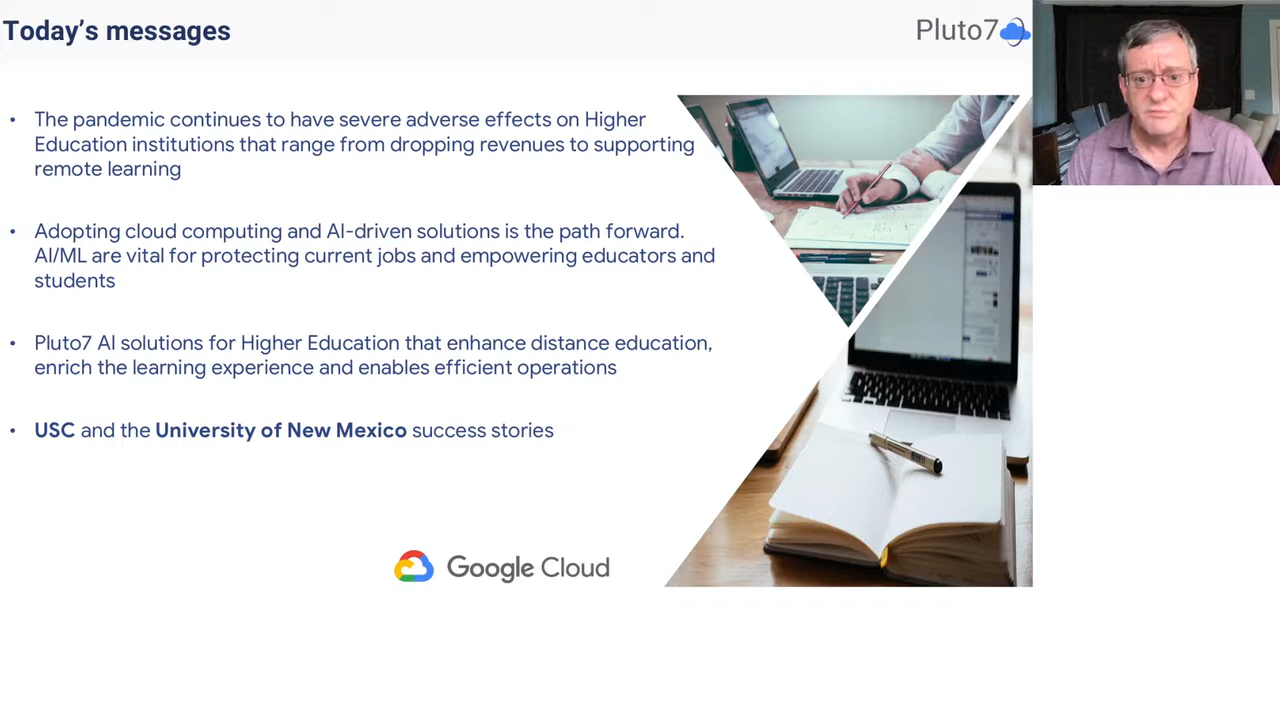 Today's messages
Pluto7
• The pandemic continues to have severe adverse effects on Higher
Education institutions that range from dropping revenues to supporting
remote learning
• Adopting cloud computing and AI-driven solutions is the path forward.
AI/ML are vital for protecting current jobs and empowering educators and
students
• Pluto7 AI solutions for Higher Education that enhance distance education,
enrich the learning experience and enables efficient operations
• USC and the University of New Mexico success stories
Google Cloud